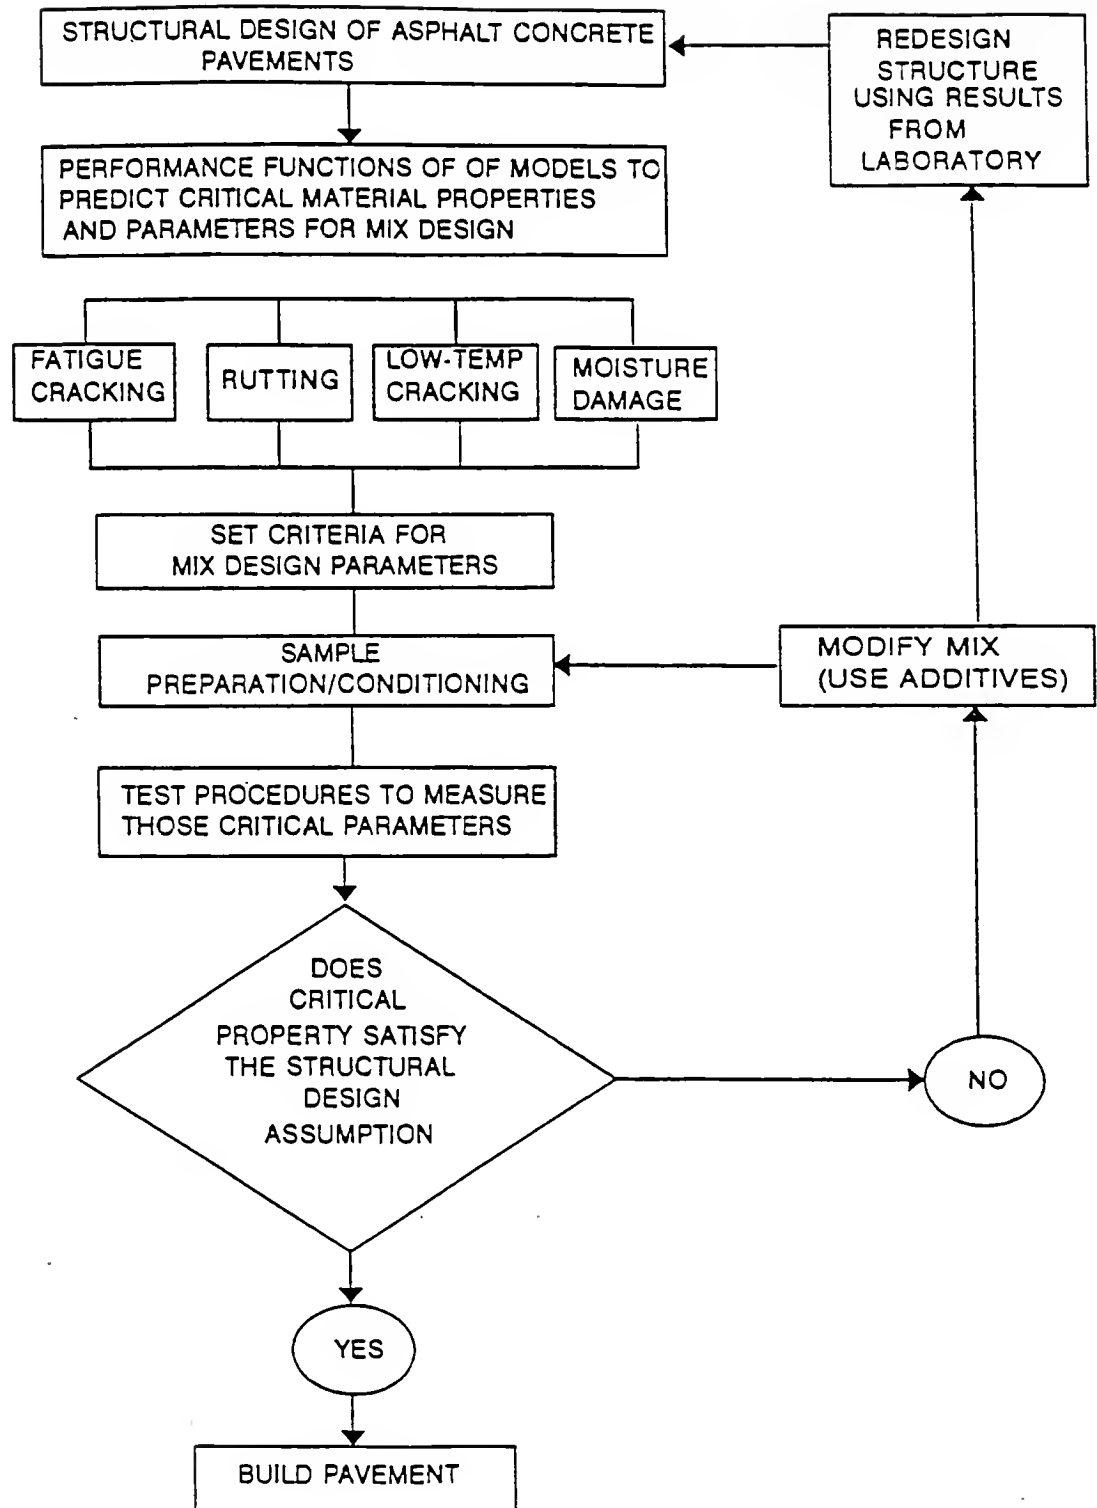 STRUCTURAL DESIGN OF ASPHALT CONCRETE
PAVEMENTS
REDESIGN
STRUCTURE
USING RESULTS
FROM
LABORATORY
PERFORMANCE FUNCTIONS OF OF MODELS TO
PREDICT CRITICAL MATERIAL PROPERTIES
AND PARAMETERS FOR MIX DESIGN
FATIGUE
CRACKING
RUTTING
LOW-TEMP
CRACKING
MOISTURE
DAMAGE
SET CRITERIA FOR
MIX DESIGN PARAMETERS
SAMPLE
PREPARATION/CONDITIONING
MODIFY MIX
(USE ADDITIVES)
TEST PROCEDURES TO MEASURE
THOSE CRITICAL PARAMETERS
DOES
CRITICAL
PROPERTY SATISFY
THE STRUCTURAL
DESIGN
ASSUMPTION
NO
YES
BUILD PAVEMENT